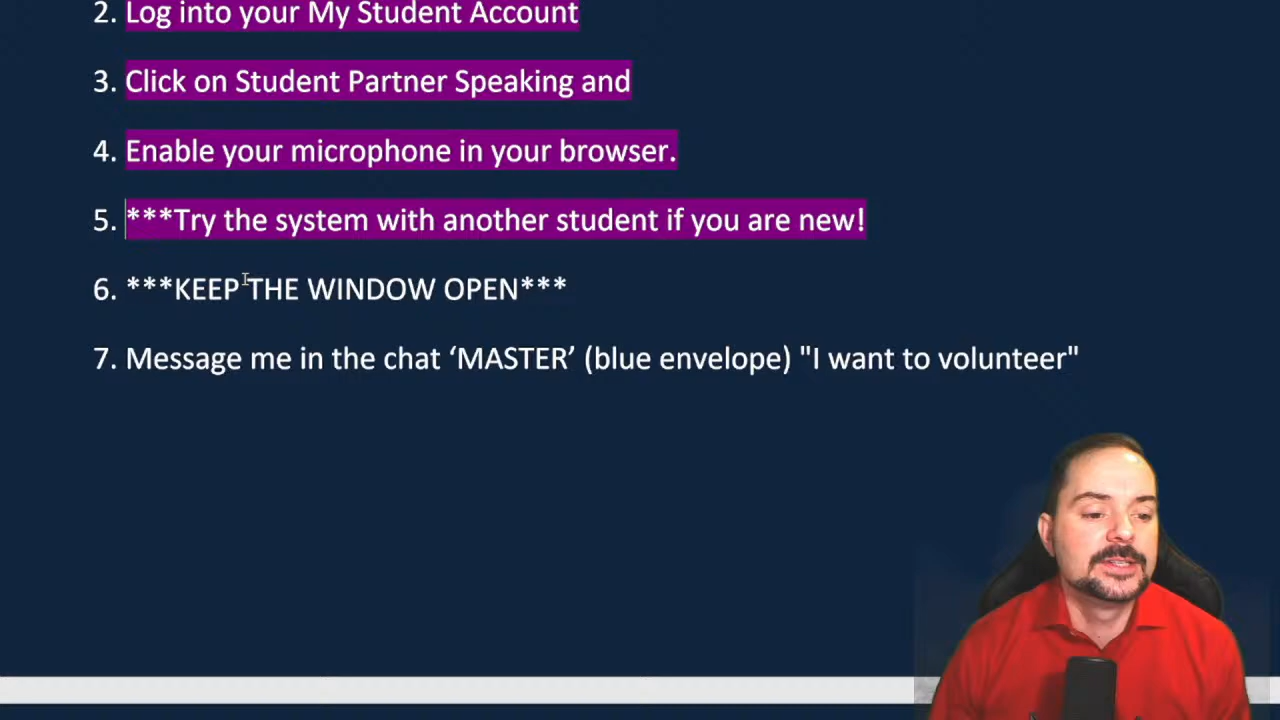 2. Log into your My Student Account
3. Click on Student Partner Speaking and
4. Enable your microphone in your browser.
5. ***Try the system with another student if you are new!
6. ***KEEP THE WINDOW OPEN***
7. Message me in the chat ‘MASTER’ (blue envelope) "I want to volunteer"